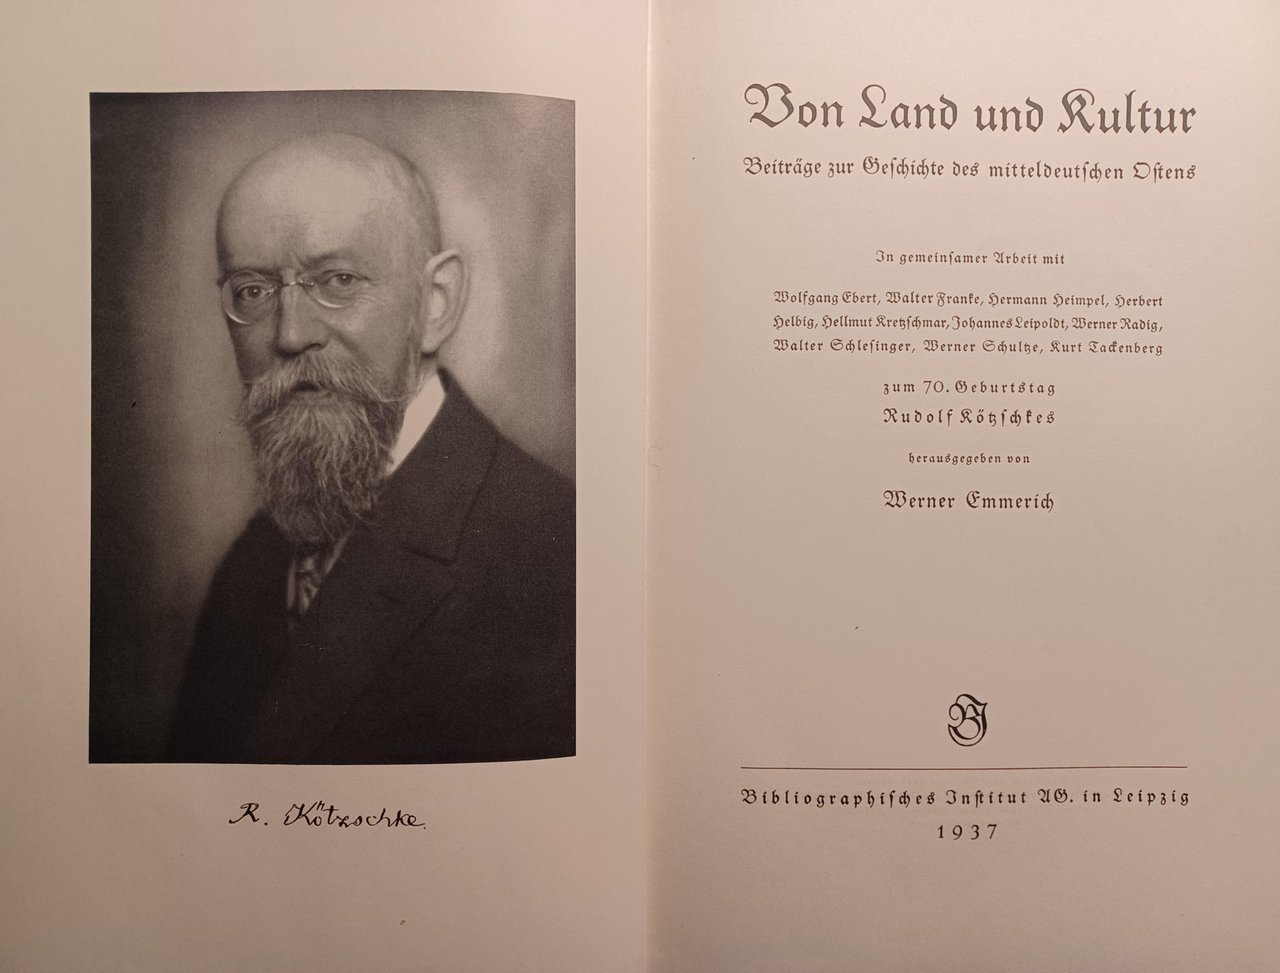 R. Kötzschke.
Von Land und Kultur
Beiträge zur Geſchichte des mitteldeutſchen Oſtens
In gemeinſamer Arbeit mit
Wolfgang Ebert, Walter Franke, Hermann Heimpel, Herbert
Helbig, Hellmut Kretzſchmar, Johannes Leipoldt, Werner Radig,
Walter Schleſinger, Werner Schultze, Kurt Tackenberg
zum 70. Geburtstag
Rudolf Kötzſchkes
herausgegeben von
Werner Emmerich
BI
Bibliographiſches Inſtitut AG. in Leipzig
1937